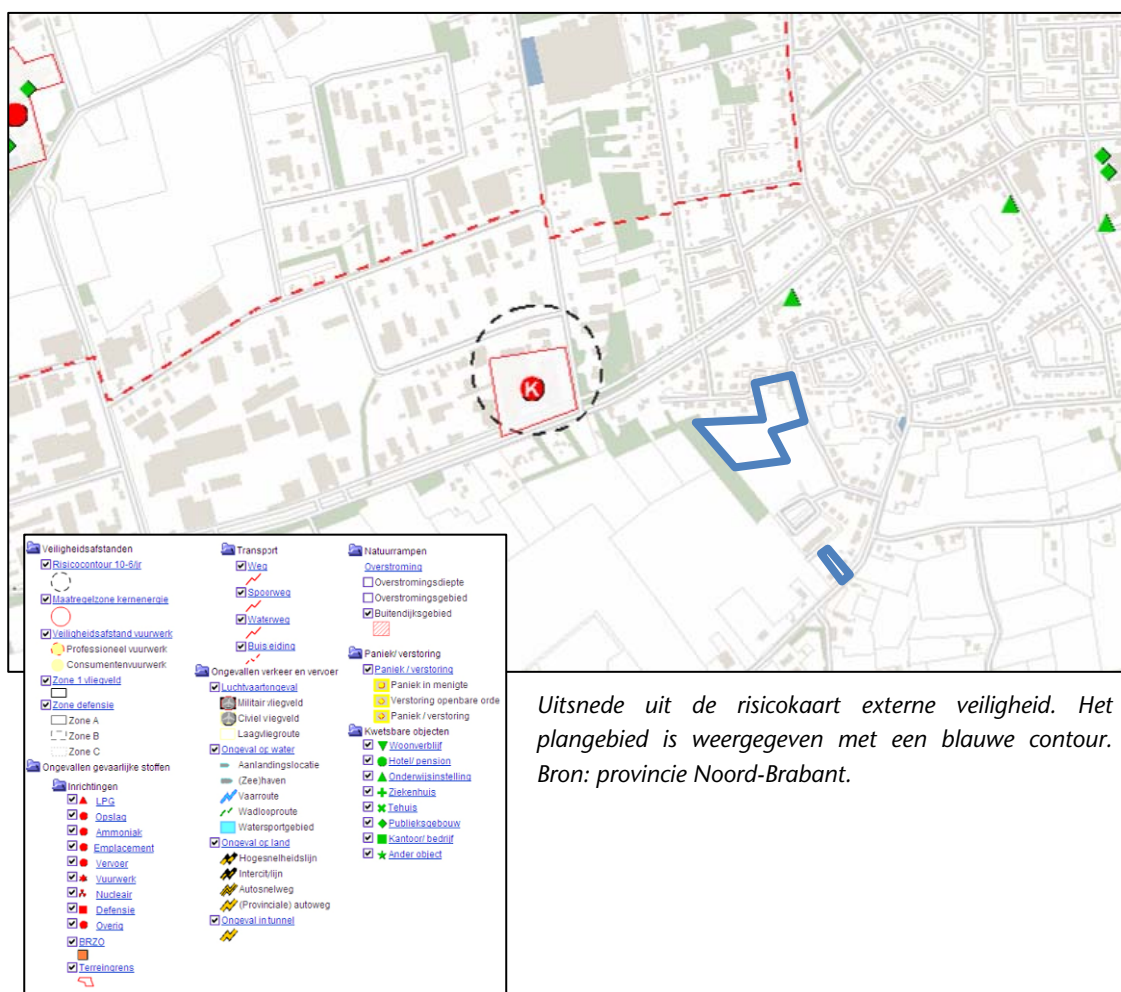 K
Veiligheidsafstanden
Risicocontour 10-6/jr
Maatregelzone kernenergie
Veiligheidsafstand vuurwerk
Professioneel vuurwerk
Consumentenvuurwerk
Zone 1 vliegveld
Zone defensie
Zone A
Zone B
Zone C
Ongevallen gevaarlijke stoffen
Inrichtingen
LPG
Opslag
Ammoniak
Emplacement
Vervoer
Vuurwerk
Nucleair
Defensie
Overig
BRZO
Terreingrens
Transport
Weg
Spoorweg
Waterweg
Buis eiding
Ongevallen verkeer en vervoer
Luchtvaartongeval
Militair vliegveld
Civiel vliegveld
Laagvliegroute
Ongeval op water
Aanlandingslocatie
(Zee)haven
Vaarroute
Wadlooproute
Watersportgebied
Ongeval op land
Hogesnelheidslijn
Intercitylijn
Autosnelweg
(Provinciale) autoweg
Ongeval in tunnel
Natuurrampen
Overstroming
Overstromingsdiepte
Overstromingsgebied
Buitendijksgebied
Paniek/ verstoring
Paniek / verstoring
Paniek in menigte
Verstoring openbare orde
Paniek / verstoring
Kwetsbare objecten
Woonverblijf
Hotel/ pension
Onderwijsinstelling
Ziekenhuis
Tehuis
Publieksgebouw
Kantoor/ bedrijf
Ander object
Uitsnede uit de risicokaart externe veiligheid. Het
plangebied is weergegeven met een blauwe contour.
Bron: provincie Noord-Brabant.